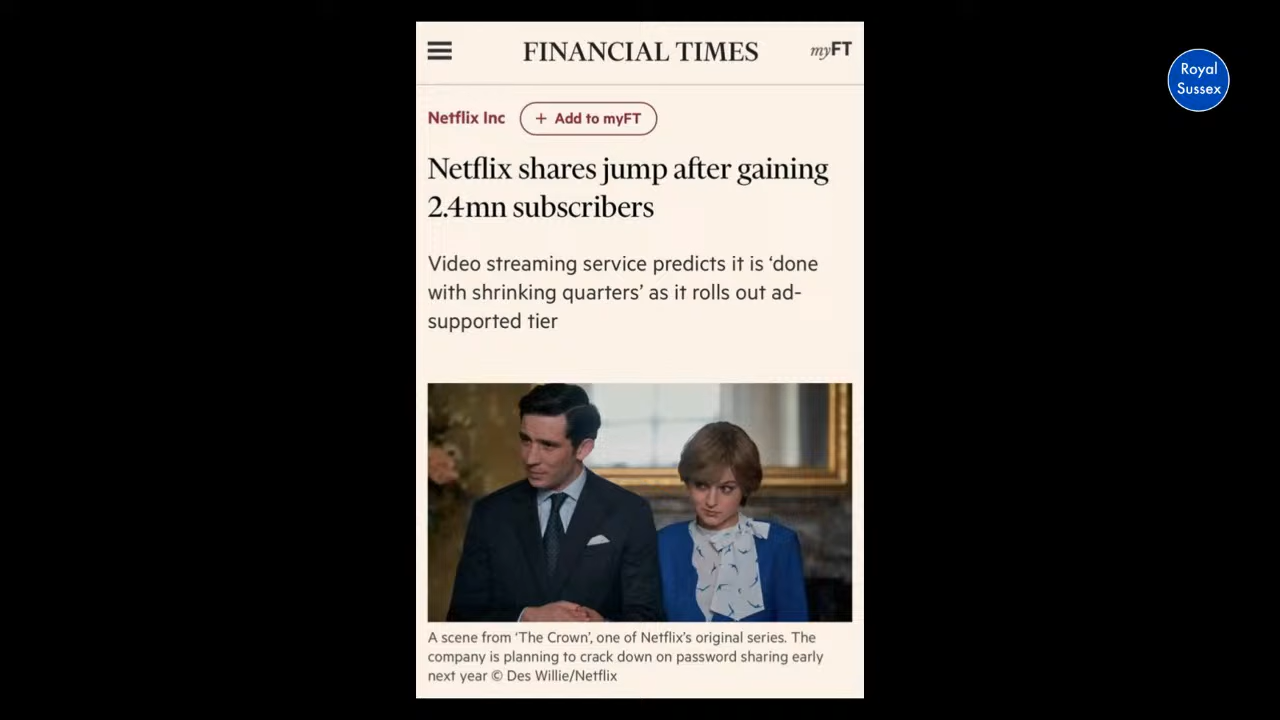 FINANCIAL TIMES
myFT
Royal
Sussex
Netflix Inc
+ Add to myFT
Netflix shares jump after gaining
2.4mn subscribers
Video streaming service predicts it is ‘done
with shrinking quarters’ as it rolls out ad-
supported tier
A scene from ‘The Crown’, one of Netflix’s original series. The
company is planning to crack down on password sharing early
next year © Des Willie/Netflix